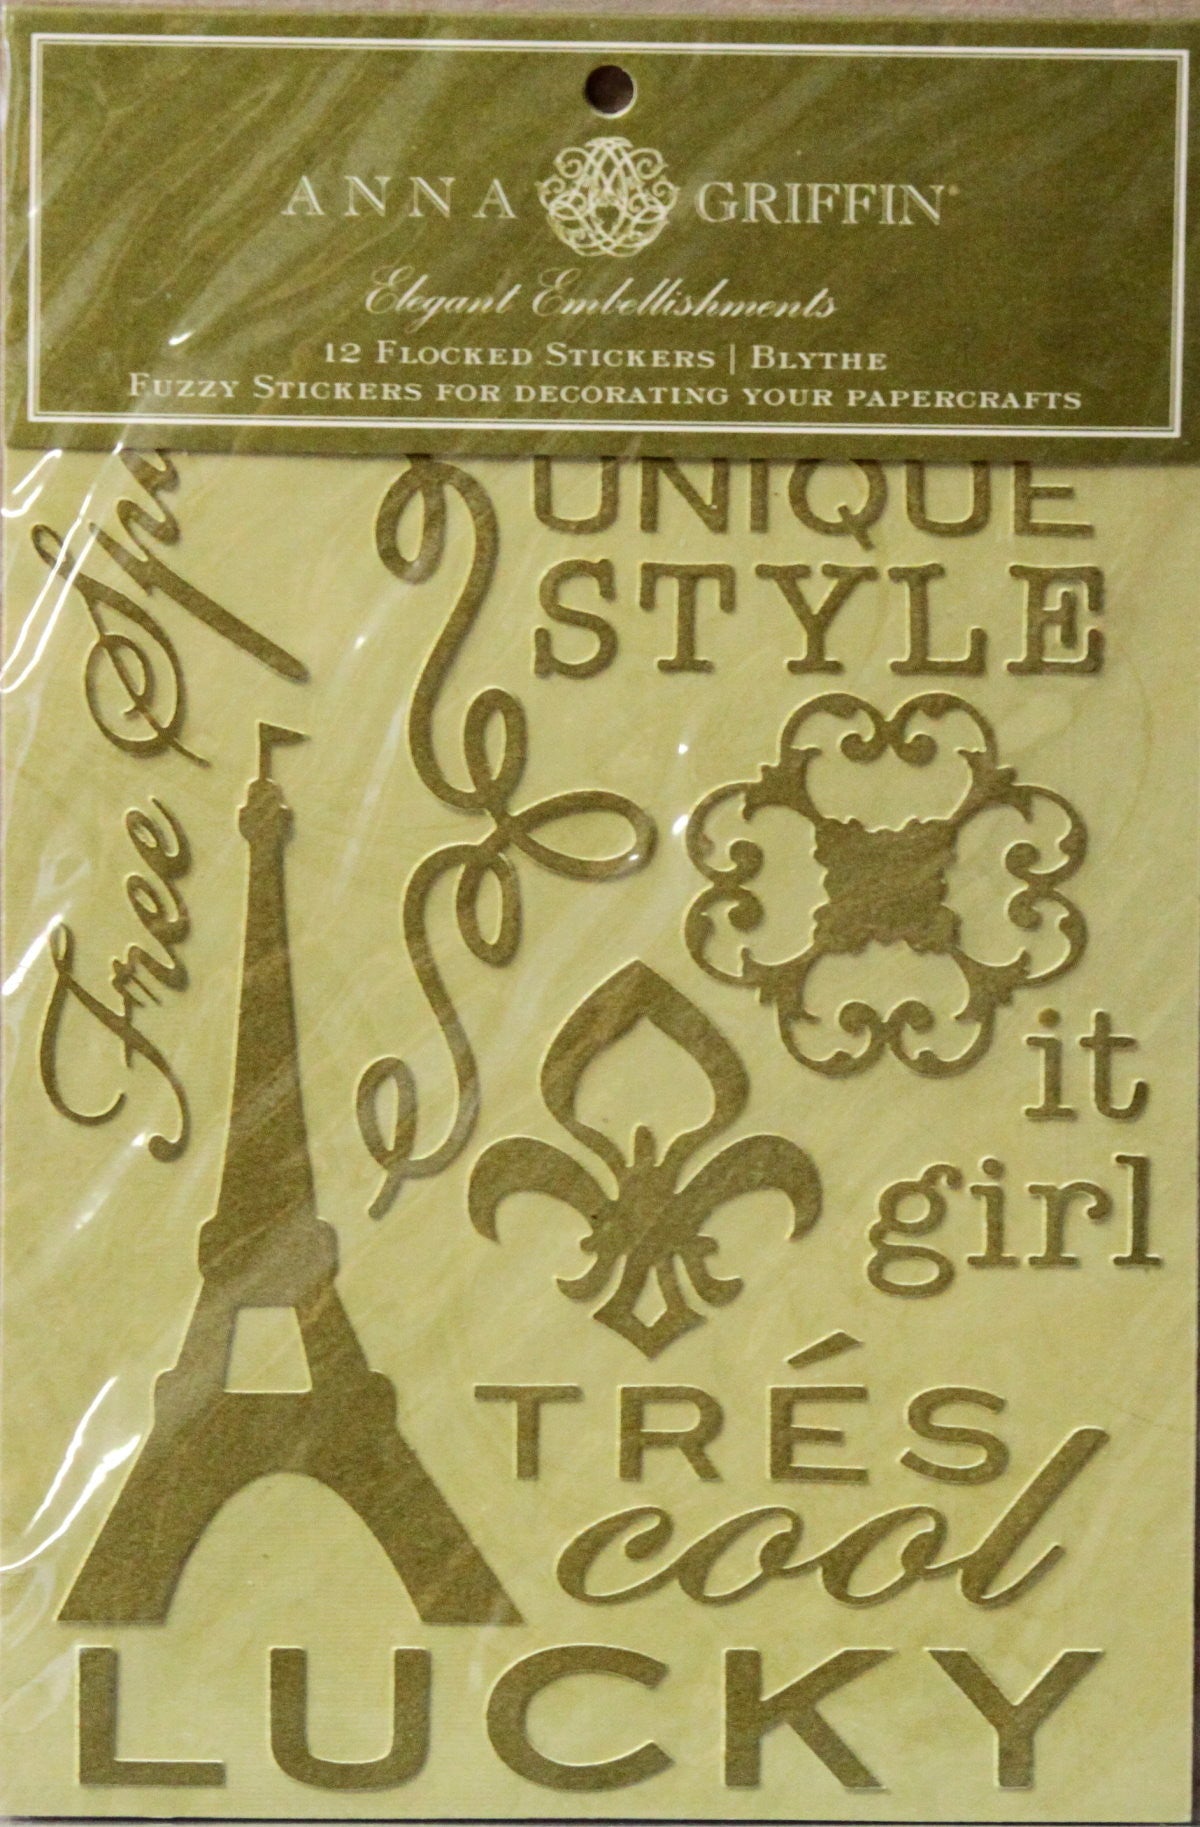 ANNA GRIFFIN®
Elegant Embellishments
12 FLOCKED STICKERS | BLYTHE
FUZZY STICKERS FOR DECORATING YOUR PAPERCRAFTS
Free
UNIQUE
STYLE
it
girl
TRÉS
cool
LUCKY